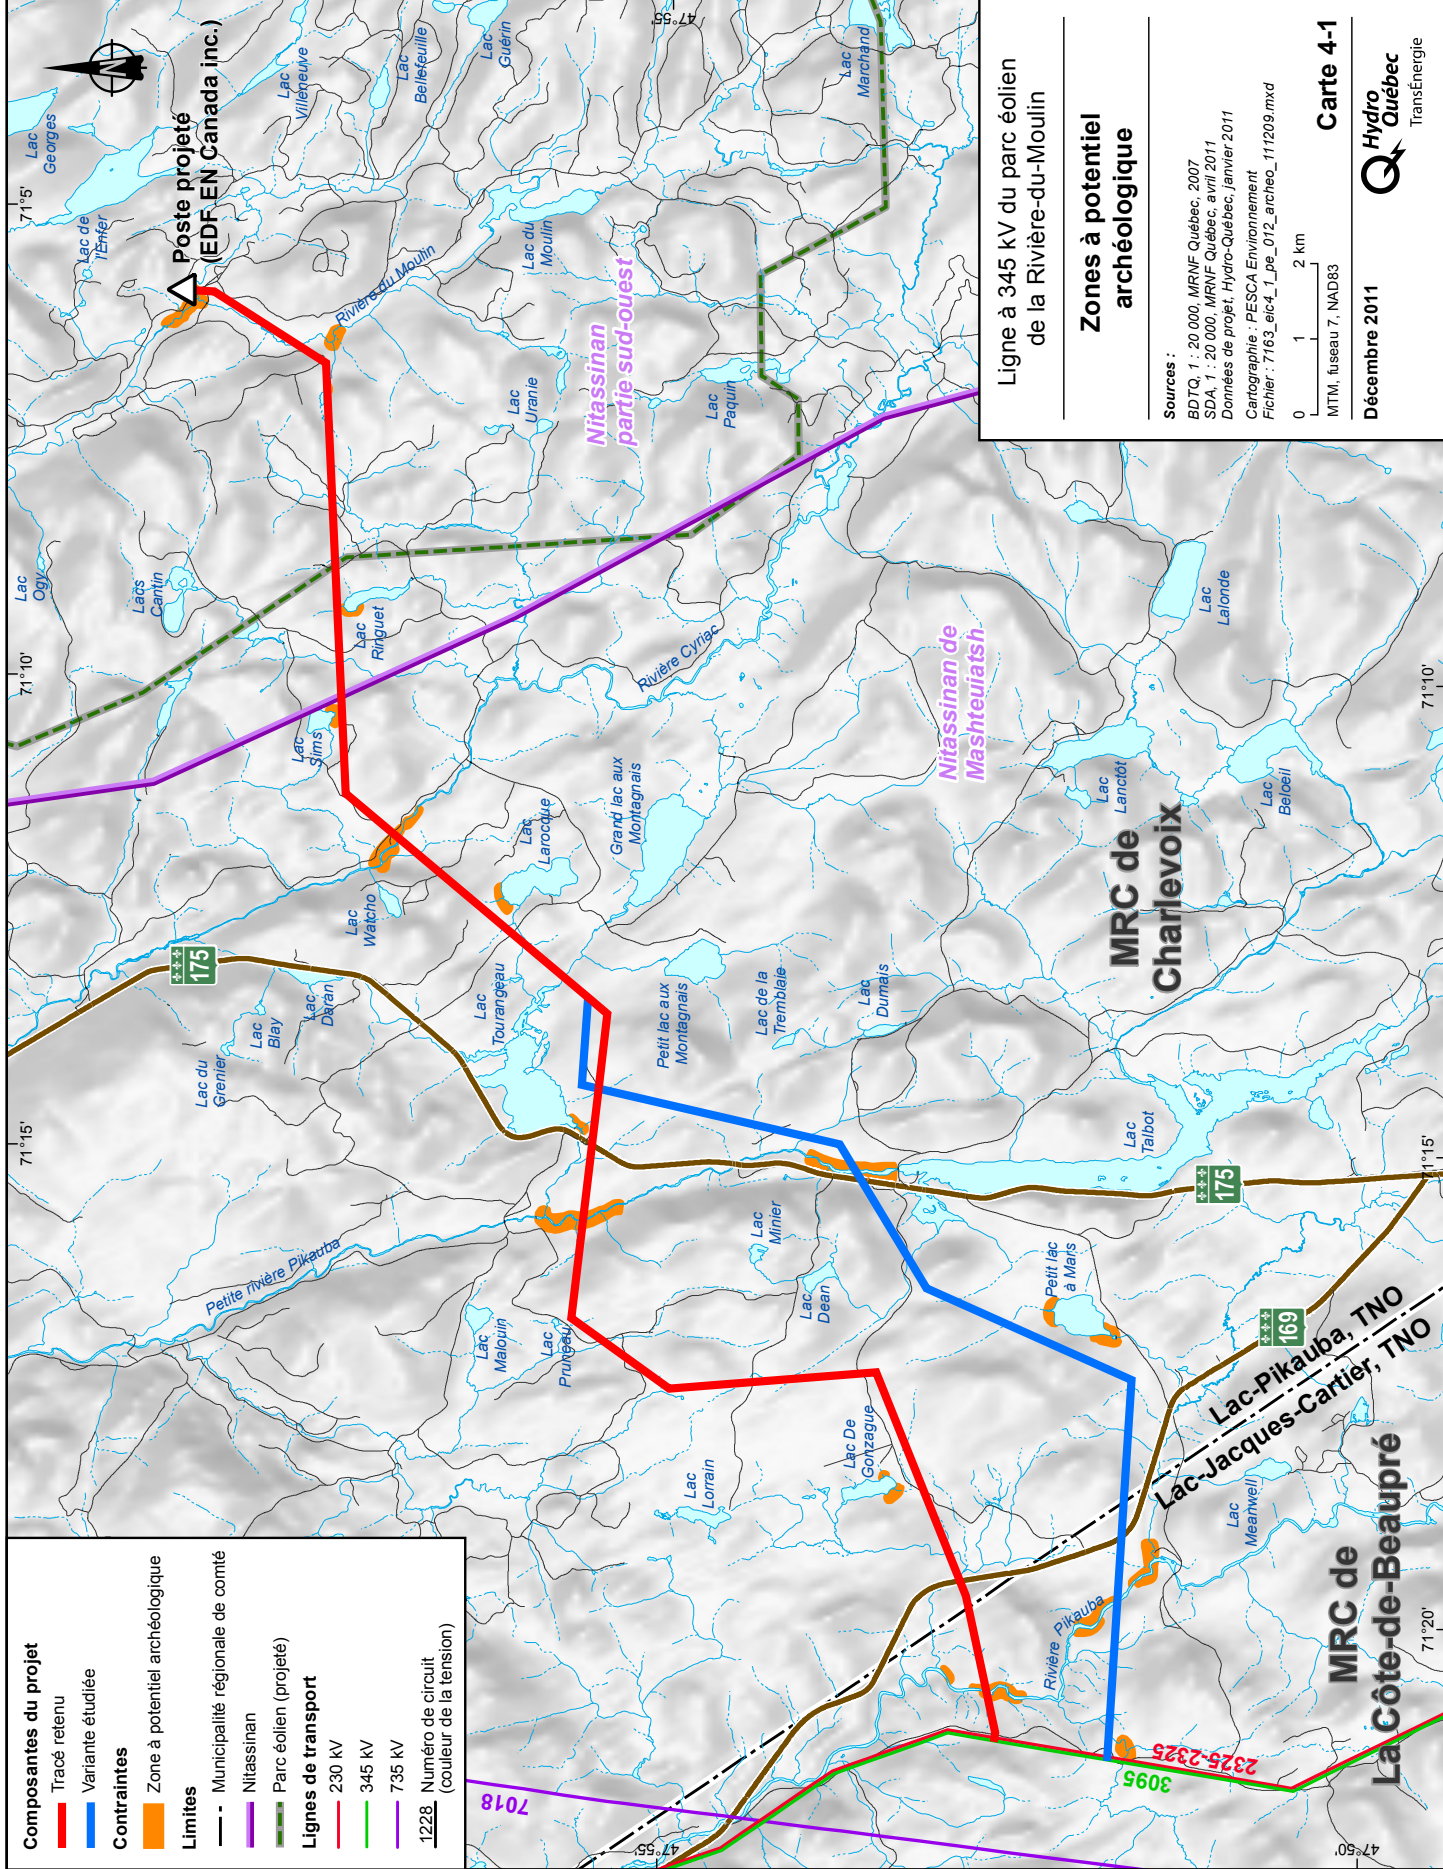 Composantes du projet
Tracé retenu
Variante étudiée
Contraintes
Zone à potentiel archéologique
Limites
Municipalité régionale de comté
Nitassinan
Parc éolien (projeté)
Lignes de transport
230 kV
345 kV
735 kV
1228
Numéro de circuit
(couleur de la tension)
71°15'
71°10'
71°5'
Lac
Georges
Lac de
l'Enfer
Poste projeté
(EDF EN Canada inc.)
Lac
Villeneuve
Lac
Bellefeuille
Lac
Guérin
47°55'
Lac
Marchand
Lac
Ogy
Lacs
Cantin
Rivière du Moulin
Lac du
Moulin
Nitassinan
partie sud-ouest
Lac
Uranie
Lac
Paquin
Lac
Ringuet
Lac
Sims
Rivière Cyriac
Nitassinan de
Mashteuiatsh
Lac
Lalonde
Lac
Lanctôt
Lac
Beloeil
71°10'
175
Lac du
Grenier
Lac
Blay
Lac
Daran
Lac
Watcho
Lac
Larocque
Grand lac aux
Montagnais
Lac
Tourangeau
Petit lac aux
Montagnais
Lac de la
Tremblaie
Lac
Dumais
MRC de
Charlevoix
Petite rivière Pikauba
Lac
Malouin
Lac
Pruneau
Lac
Minier
Lac
Dean
Lac
Talbot
175
71°15'
Petit lac
à Mars
169
Lac-Pikauba, TNO
Lac-Jacques-Cartier, TNO
Lac
Lorrain
Lac De
Gonzague
Lac
Meanwell
Rivière Pikauba
MRC de
La Côte-de-Beaupré
71°20'
7018
3095
2325-2325
47°55'
47°50'
Ligne à 345 kV du parc éolien
de la Rivière-du-Moulin
Zones à potentiel
archéologique
Sources :
BDTQ, 1 : 20 000, MRNF Québec, 2007
SDA, 1 : 20 000, MRNF Québec, avril 2011
Données de projet, Hydro-Québec, janvier 2011
Cartographie : PESCA Environnement
Fichier : 7163_eic4_1_pe_012_archeo_111209.mxd
0 1 2 km
MTM, fuseau 7, NAD83
Décembre 2011
Carte 4-1
Hydro
Québec
TransÉnergie